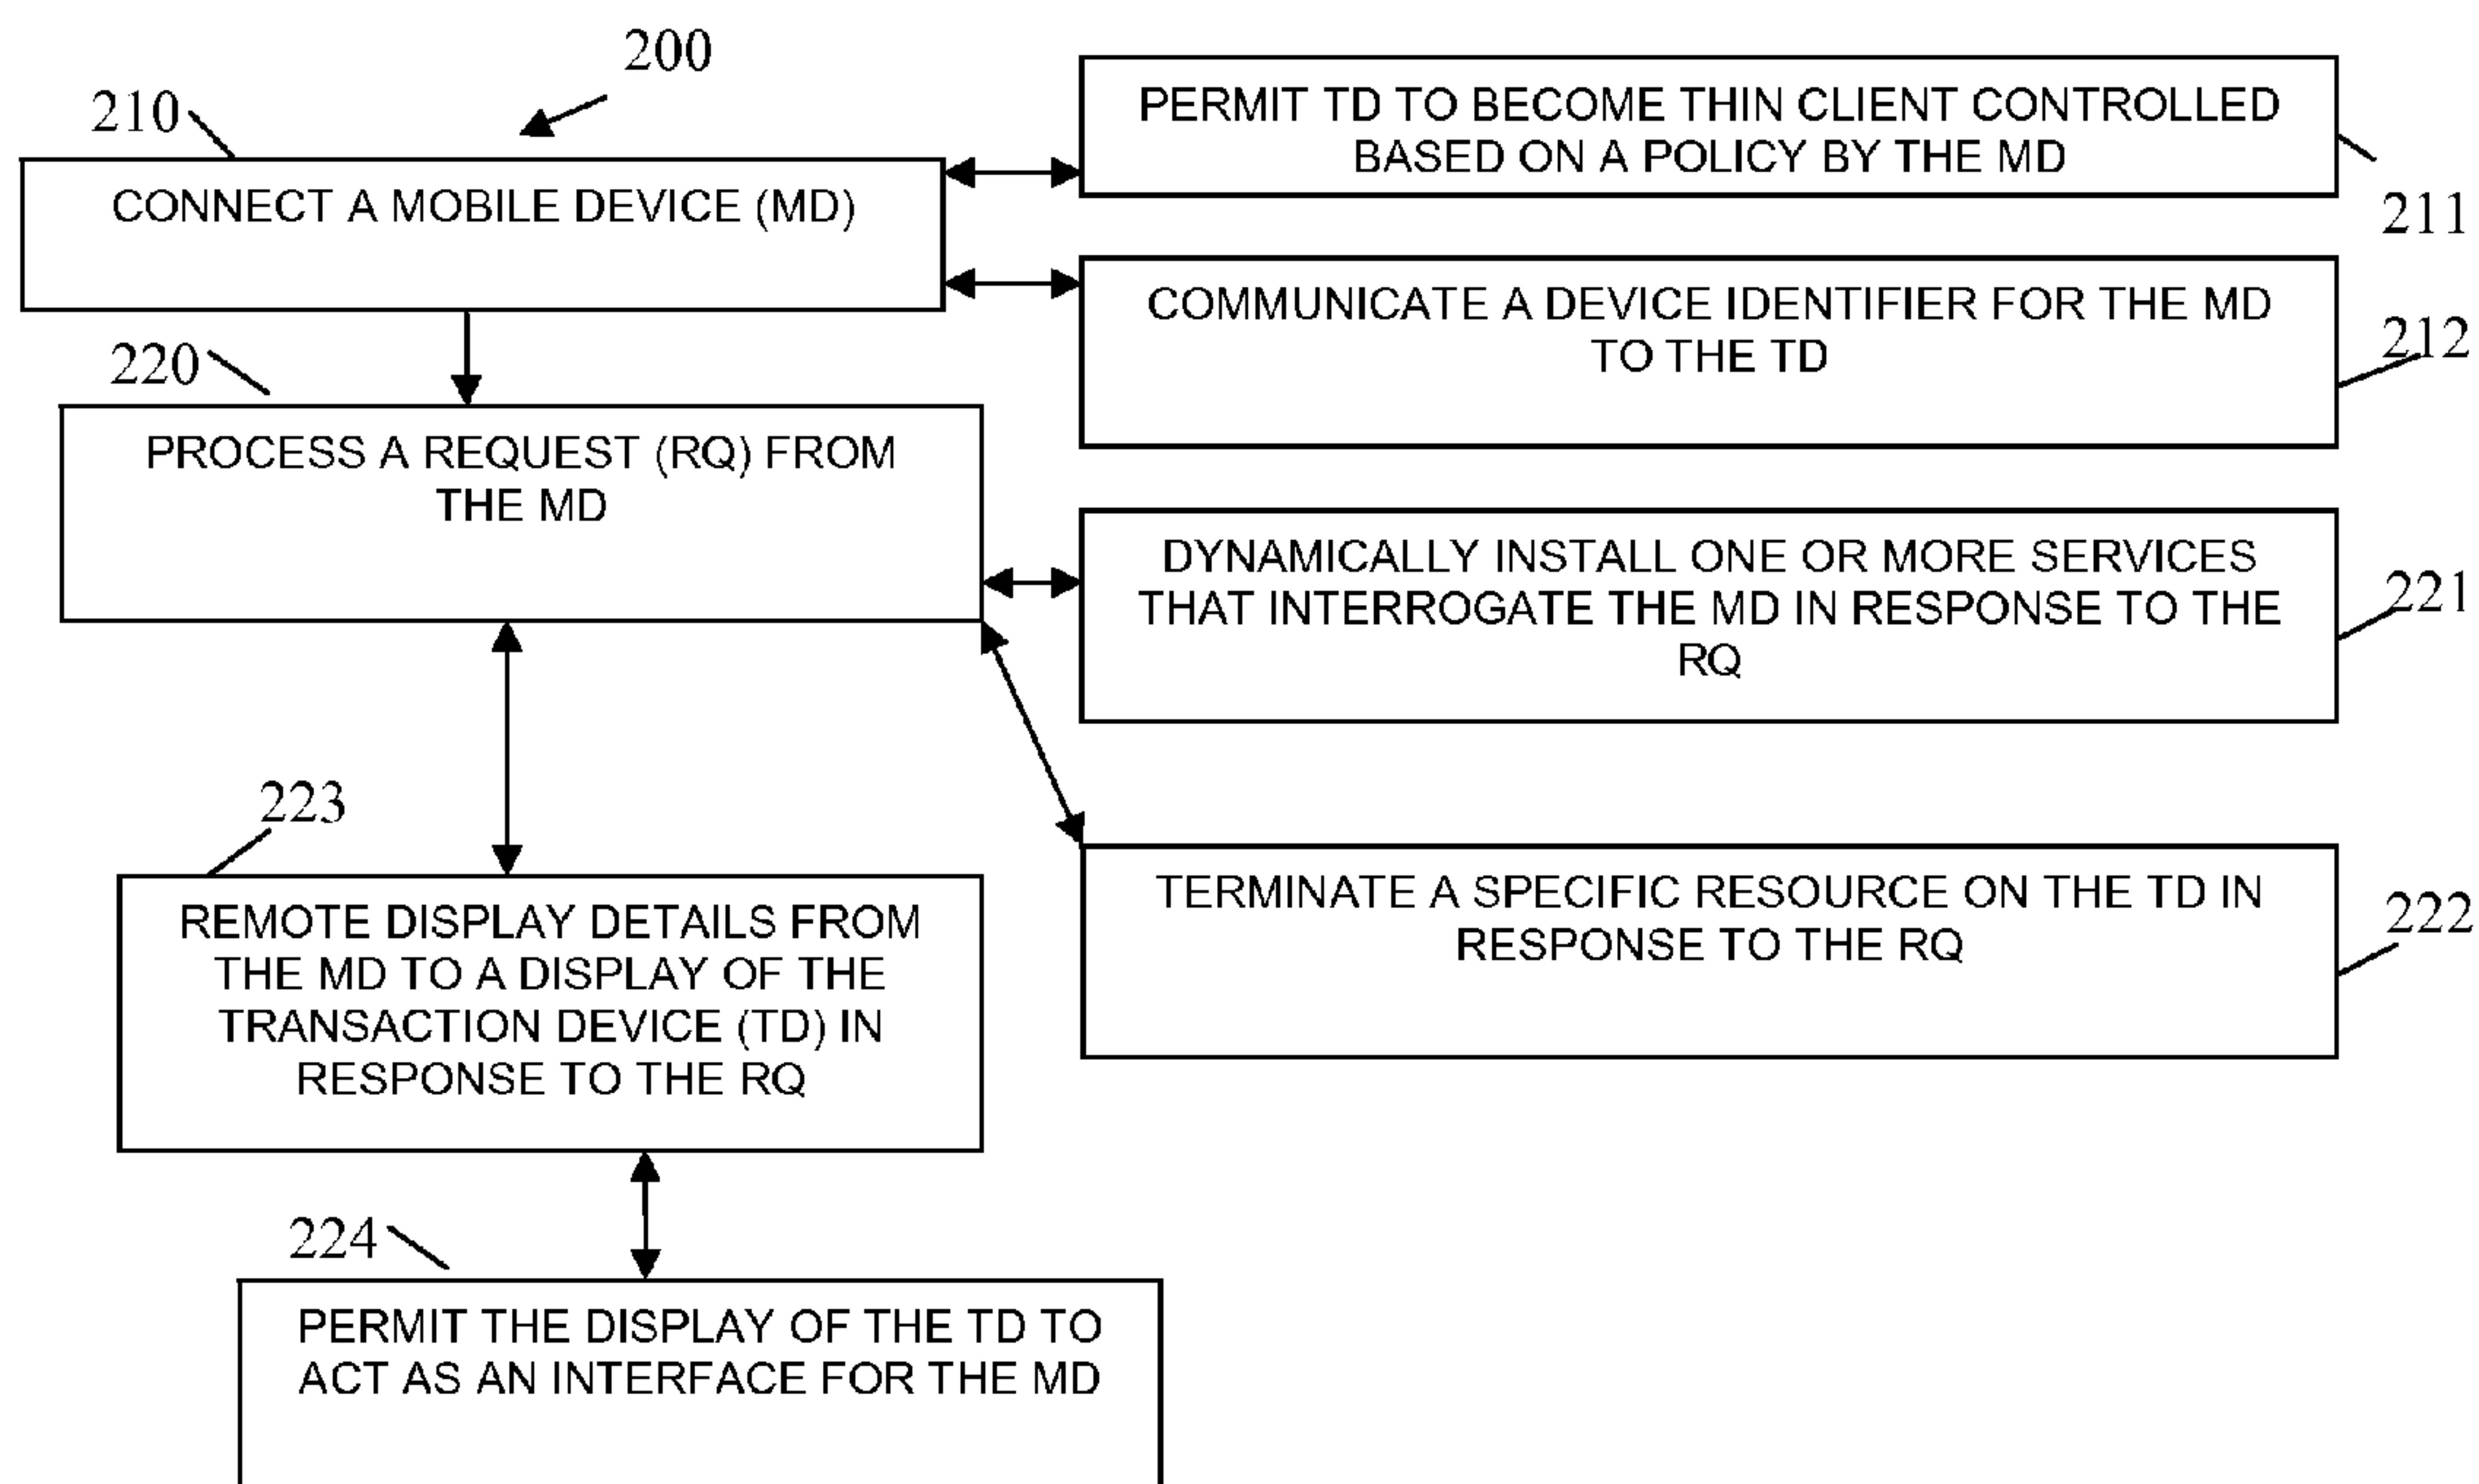 200
210
CONNECT A MOBILE DEVICE (MD)
PERMIT TD TO BECOME THIN CLIENT CONTROLLED
BASED ON A POLICY BY THE MD
211
COMMUNICATE A DEVICE IDENTIFIER FOR THE MD
TO THE TD
212
220
PROCESS A REQUEST (RQ) FROM
THE MD
DYNAMICALLY INSTALL ONE OR MORE SERVICES
THAT INTERROGATE THE MD IN RESPONSE TO THE
RQ
221
TERMINATE A SPECIFIC RESOURCE ON THE TD IN
RESPONSE TO THE RQ
222
223
REMOTE DISPLAY DETAILS FROM
THE MD TO A DISPLAY OF THE
TRANSACTION DEVICE (TD) IN
RESPONSE TO THE RQ
224
PERMIT THE DISPLAY OF THE TD TO
ACT AS AN INTERFACE FOR THE MD